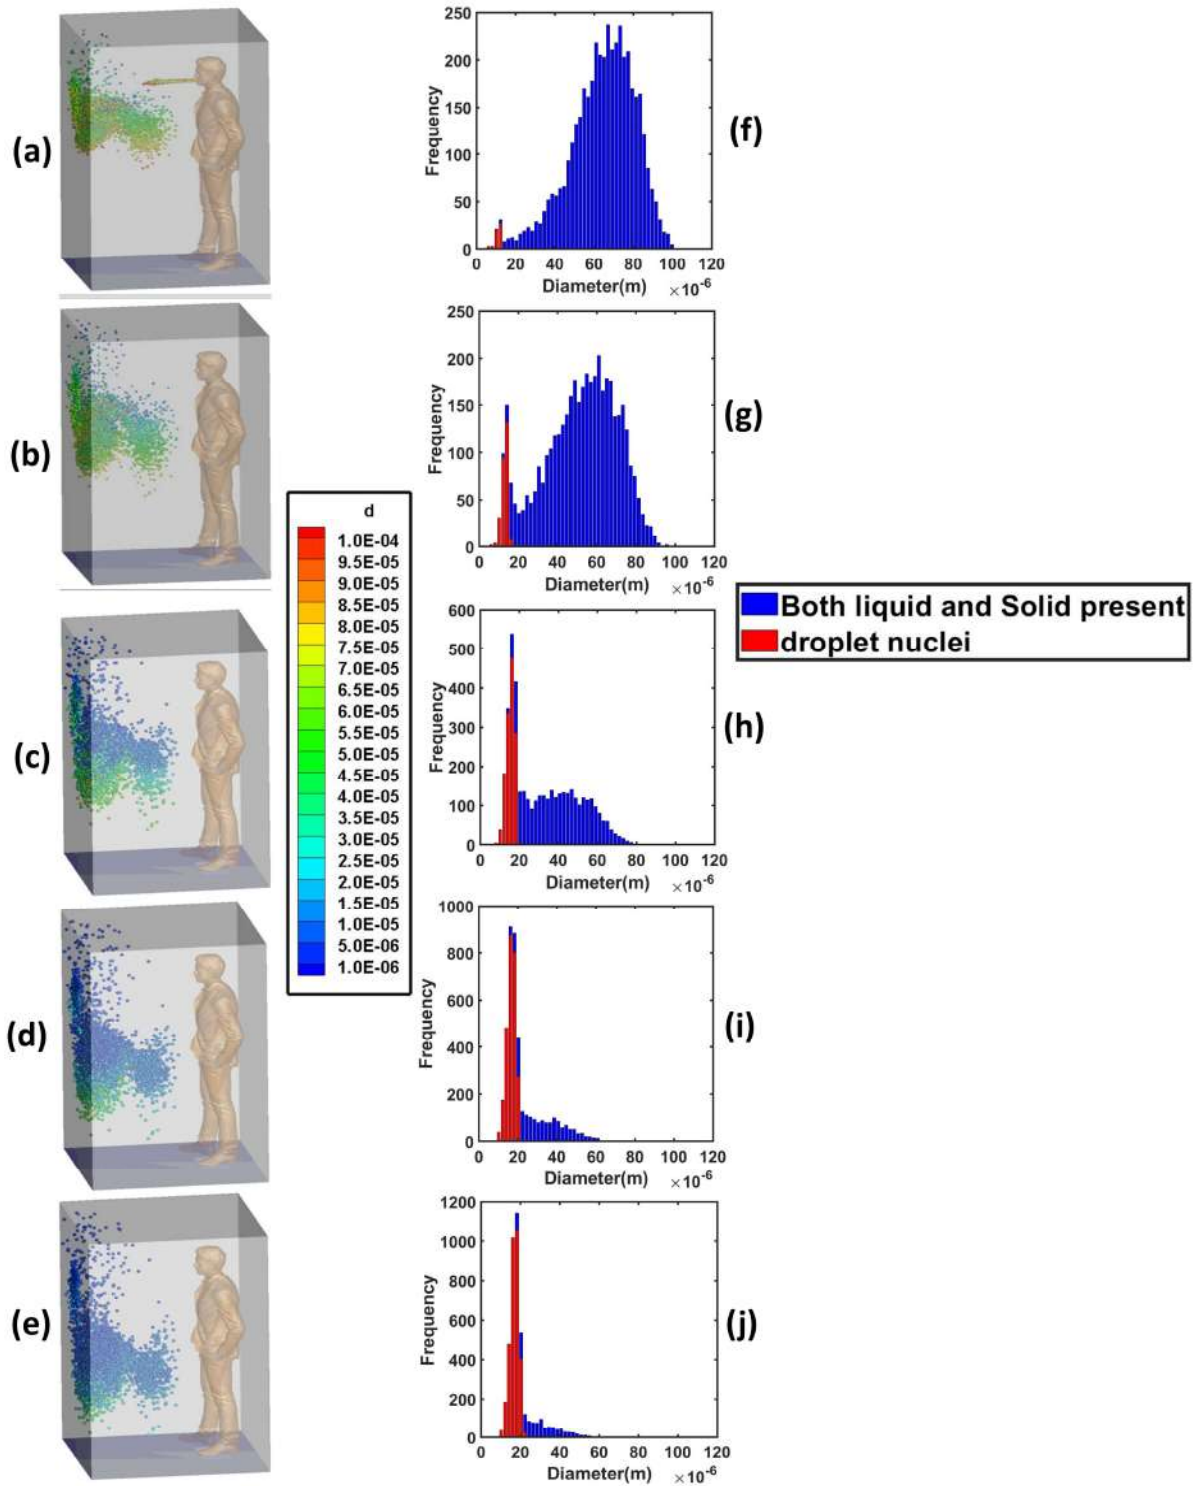 (a)
250
200
150
100
50
0
Frequency
0 20 40 60 80 100 120
Diameter(m) ×10-6
(f)
(b)
250
200
150
100
50
0
Frequency
0 20 40 60 80 100 120
Diameter(m) ×10-6
(g)
d
1.0E-04
9.5E-05
9.0E-05
8.5E-05
8.0E-05
7.5E-05
7.0E-05
6.5E-05
6.0E-05
5.5E-05
5.0E-05
4.5E-05
4.0E-05
3.5E-05
3.0E-05
2.5E-05
2.0E-05
1.5E-05
1.0E-05
5.0E-06
1.0E-06
Both liquid and Solid present
droplet nuclei
(c)
600
500
400
300
200
100
0
Frequency
0 20 40 60 80 100 120
Diameter(m) ×10-6
(h)
(d)
1000
800
600
400
200
0
Frequency
0 20 40 60 80 100 120
Diameter(m) ×10-6
(i)
(e)
1200
1000
800
600
400
200
0
Frequency
0 20 40 60 80 100 120
Diameter(m) ×10-6
(j)